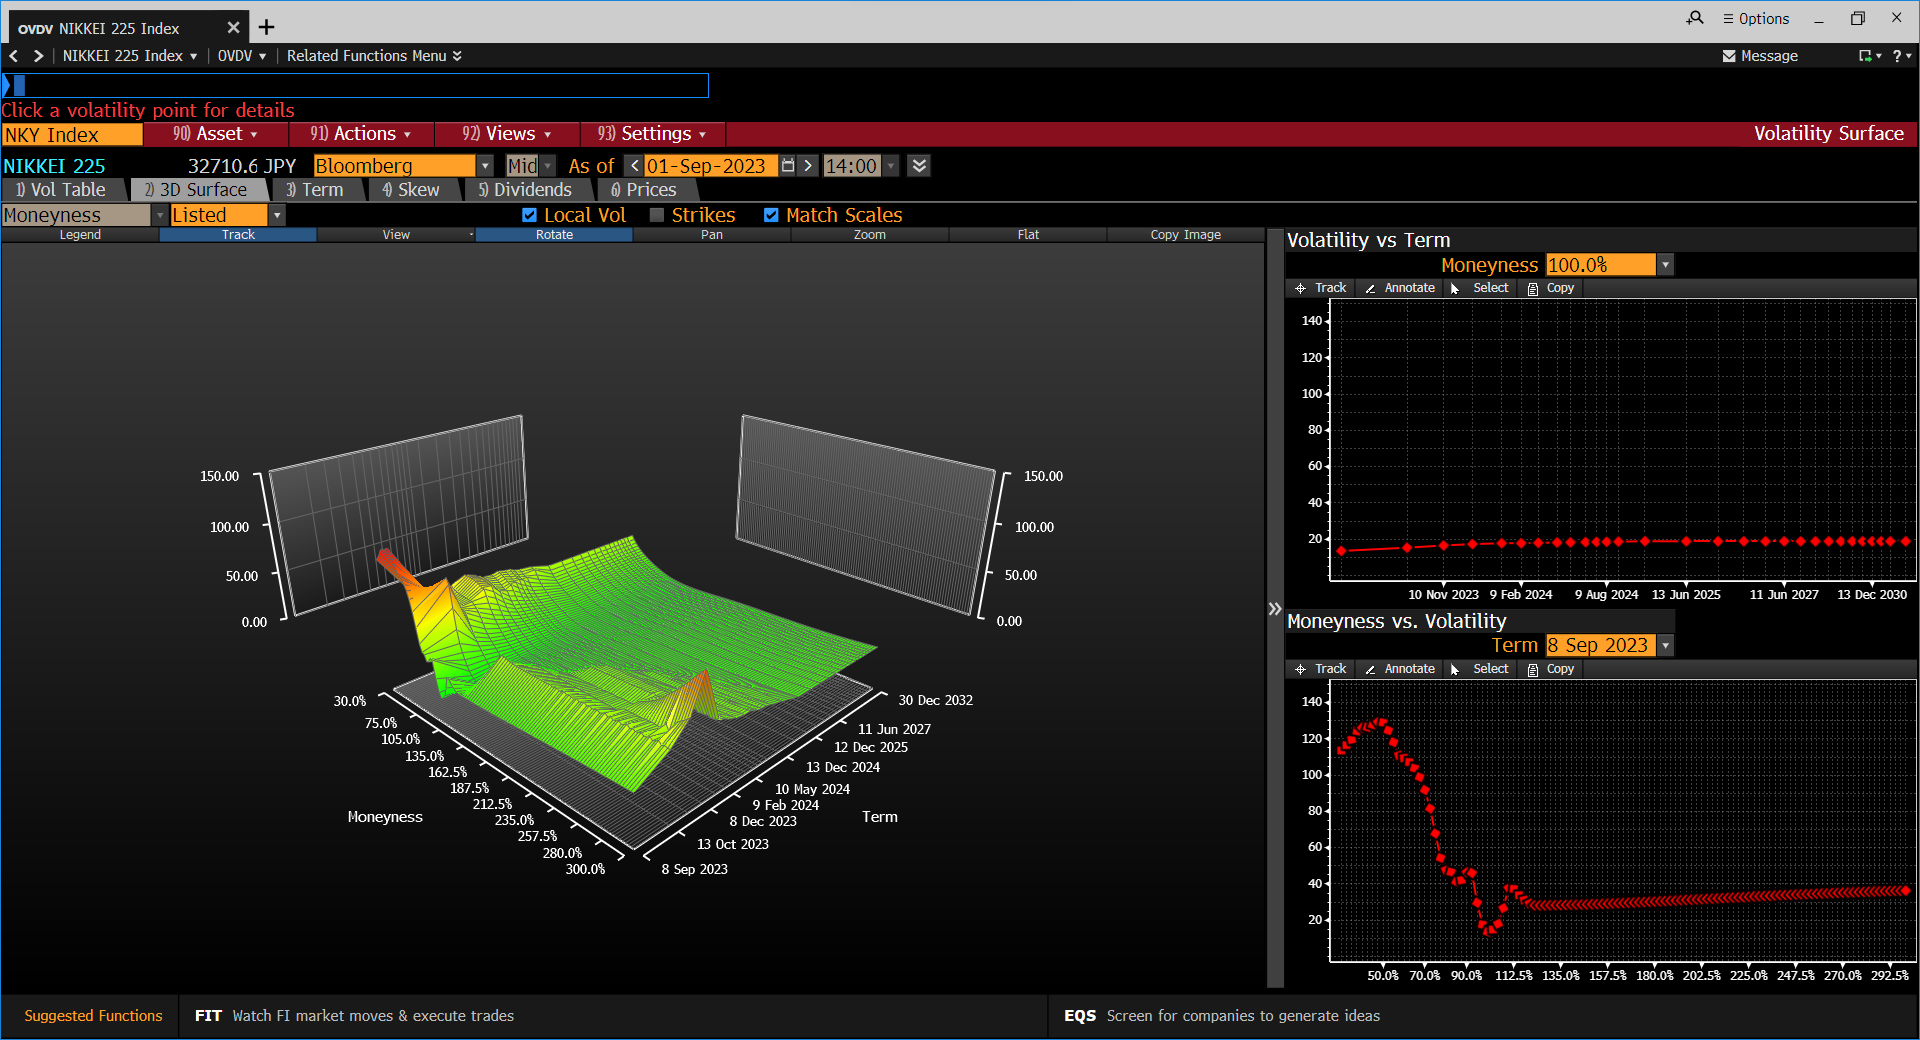 OVDV NIKKEI 225 Index
Options
NIKKEI 225 Index OVDV Related Functions Menu Message ?
Click a volatility point for details
NKY Index 90) Asset 91) Actions 92) Views 93) Settings Volatility Surface
NIKKEI 225 32710.6 JPY Bloomberg Mid As of < 01-Sep-2023 > 14:00
1) Vol Table 2) 3D Surface 3) Term 4) Skew 5) Dividends 6) Prices
Moneyness Listed Local Vol Strikes Match Scales
Legend Track View Rotate Pan Zoom Flat Copy Image
150.00
100.00
50.00
0.00
150.00
100.00
50.00
0.00
30.0%
75.0%
105.0%
135.0%
162.5%
187.5%
212.5%
235.0%
257.5%
280.0%
300.0%
Moneyness
30 Dec 2032
11 Jun 2027
12 Dec 2025
13 Dec 2024
10 May 2024
9 Feb 2024
8 Dec 2023
13 Oct 2023
8 Sep 2023
Term
Volatility vs Term
Moneyness 100.0%
Track Annotate Select Copy
140
120
100
80
60
40
20
10 Nov 2023 9 Feb 2024 9 Aug 2024 13 Jun 2025 11 Jun 2027 13 Dec 2030
Moneyness vs. Volatility
Term 8 Sep 2023
Track Annotate Select Copy
140
120
100
80
60
40
20
50.0% 70.0% 90.0% 112.5% 135.0% 157.5% 180.0% 202.5% 225.0% 247.5% 270.0% 292.5%
Suggested Functions FIT Watch FI market moves & execute trades EQS Screen for companies to generate ideas